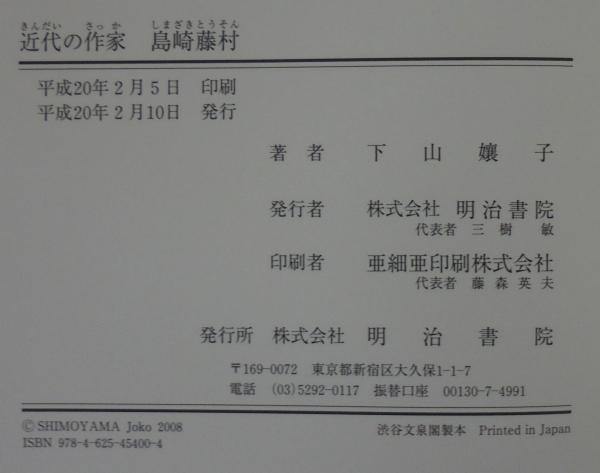 きんだい さっか しまざきとうそん
近代の作家 島崎藤村
平成20年2月5日 印刷
平成20年2月10日 発行
著者 下山孃子
発行者 株式会社 明治書院
代表者 三樹 敏
印刷者 亜細亜印刷株式会社
代表者 藤森英夫
発行所 株式会社 明治書院
〒169-0072 東京都新宿区大久保1-1-7
電話 (03)5292-0117 振替口座 00130-7-4991
©SHIMOYAMA Joko 2008
ISBN 978-4-625-45400-4
渋谷文泉閣製本 Printed in Japan